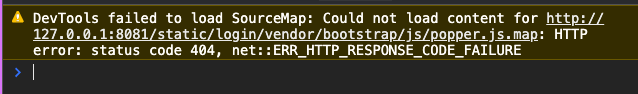 DevTools failed to load SourceMap: Could not load content for http://
127.0.0.1:8081/static/login/vendor/bootstrap/js/popper.js.map: HTTP
error: status code 404, net::ERR_HTTP_RESPONSE_CODE_FAILURE